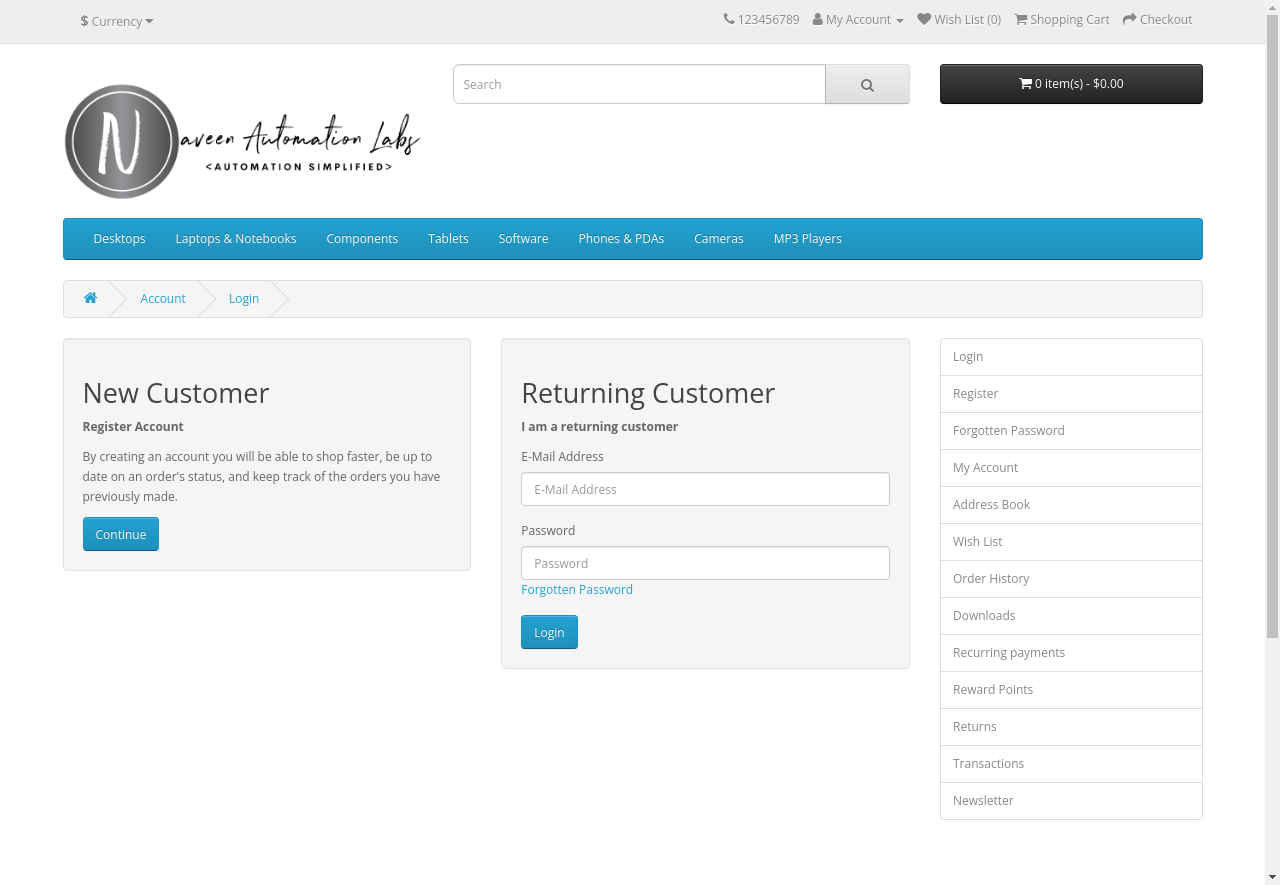 $ Currency
123456789 My Account Wish List (0) Shopping Cart Checkout
Naveen Automation Labs
<AUTOMATION SIMPLIFIED>
Search
0 item(s) - $0.00
Desktops Laptops & Notebooks Components Tablets Software Phones & PDAs Cameras MP3 Players
Account Login
New Customer
Register Account
By creating an account you will be able to shop faster, be up to
date on an order's status, and keep track of the orders you have
previously made.
Continue
Returning Customer
I am a returning customer
E-Mail Address
E-Mail Address
Password
Password
Forgotten Password
Login
Login
Register
Forgotten Password
My Account
Address Book
Wish List
Order History
Downloads
Recurring payments
Reward Points
Returns
Transactions
Newsletter